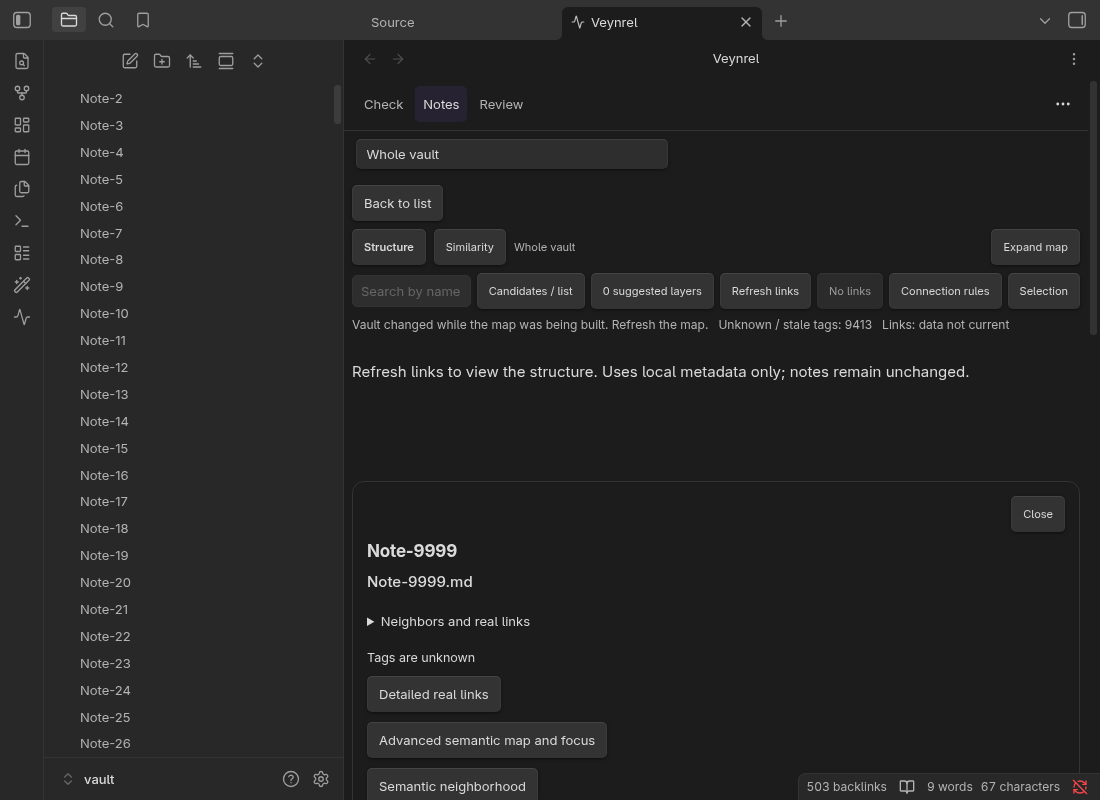 Source
Veynrel
Veynrel
Note-2
Note-3
Note-4
Note-5
Note-6
Note-7
Note-8
Note-9
Note-10
Note-11
Note-12
Note-13
Note-14
Note-15
Note-16
Note-17
Note-18
Note-19
Note-20
Note-21
Note-22
Note-23
Note-24
Note-25
Note-26
vault
Check Notes Review
Whole vault
Back to list
Structure Similarity Whole vault Expand map
Search by name Candidates / list 0 suggested layers Refresh links No links Connection rules Selection
Vault changed while the map was being built. Refresh the map. Unknown / stale tags: 9413 Links: data not current
Refresh links to view the structure. Uses local metadata only; notes remain unchanged.
Close
Note-9999
Note-9999.md
Neighbors and real links
Tags are unknown
Detailed real links
Advanced semantic map and focus
Semantic neighborhood
503 backlinks 9 words 67 characters